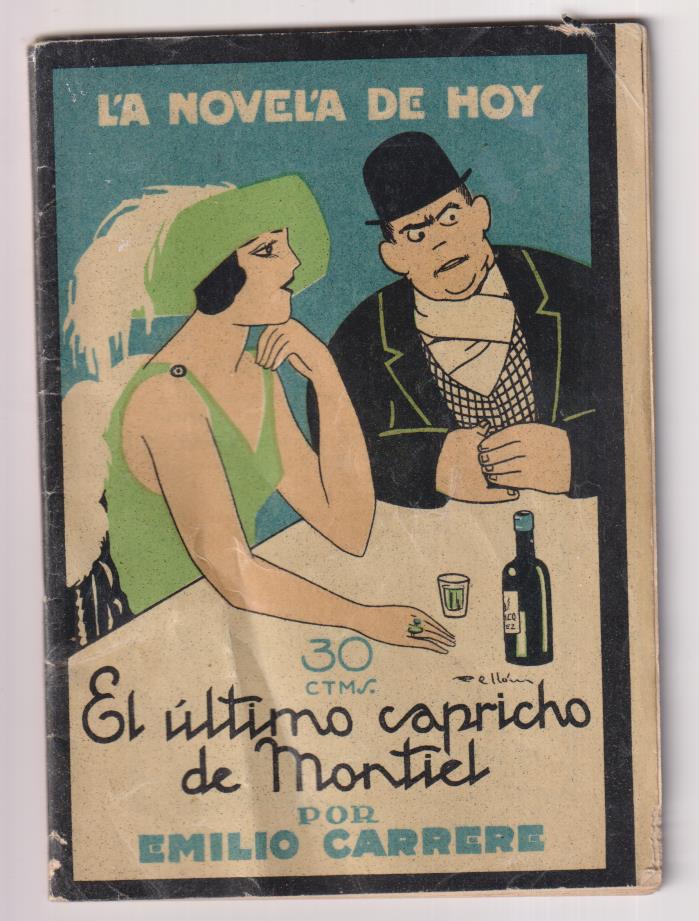 LA NOVELA DE HOY
30
CTMS.
El último capricho
de Montiel
POR
EMILIO CARRERE